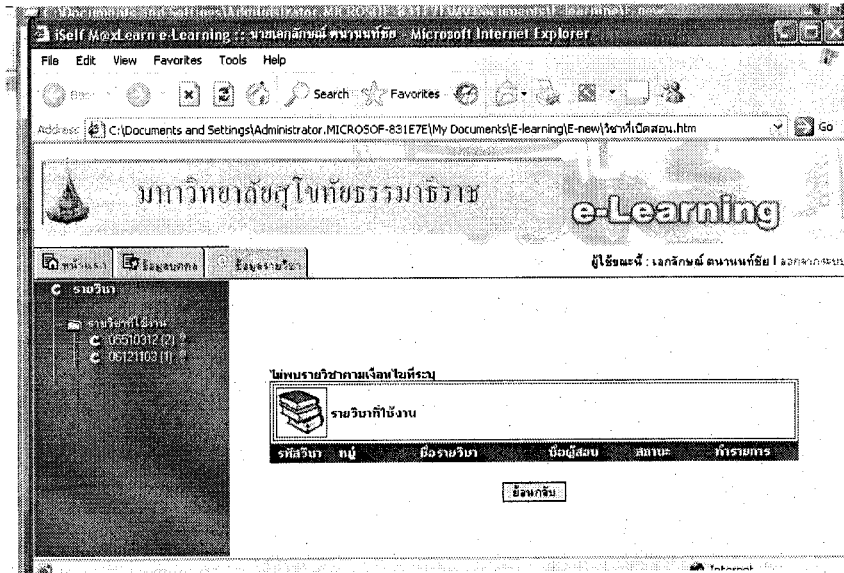 iSelf M@xLearn e-Learning :: นายเอกลักษณ์ ตนานนท์ชัย - Microsoft Internet Explorer
File Edit View Favorites Tools Help
Search Favorites
Address C:\Documents and Settings\Administrator.MICROSOF-831E7E\My Documents\E-learning\E-new\วิชาที่เปิดสอน.htm Go
มหาวิทยาลัยสุโขทัยธรรมาธิราช
e-Learning
หน้าแรก ข้อมูลบุคคล ข้อมูลรายวิชา
ผู้ใช้ขณะนี้ : เอกลักษณ์ ตนานนท์ชัย | ออกจากระบบ
รายวิชา
รายวิชาที่ใช้งาน
05510312 (2)
06121103 (1)
ไม่พบรายวิชาตามเงื่อนไขที่ระบุ
รายวิชาที่ใช้งาน
รหัสวิชา หมู่ ชื่อรายวิชา ชื่อผู้สอน สถานะ ทำรายการ
ย้อนกลับ
Internet